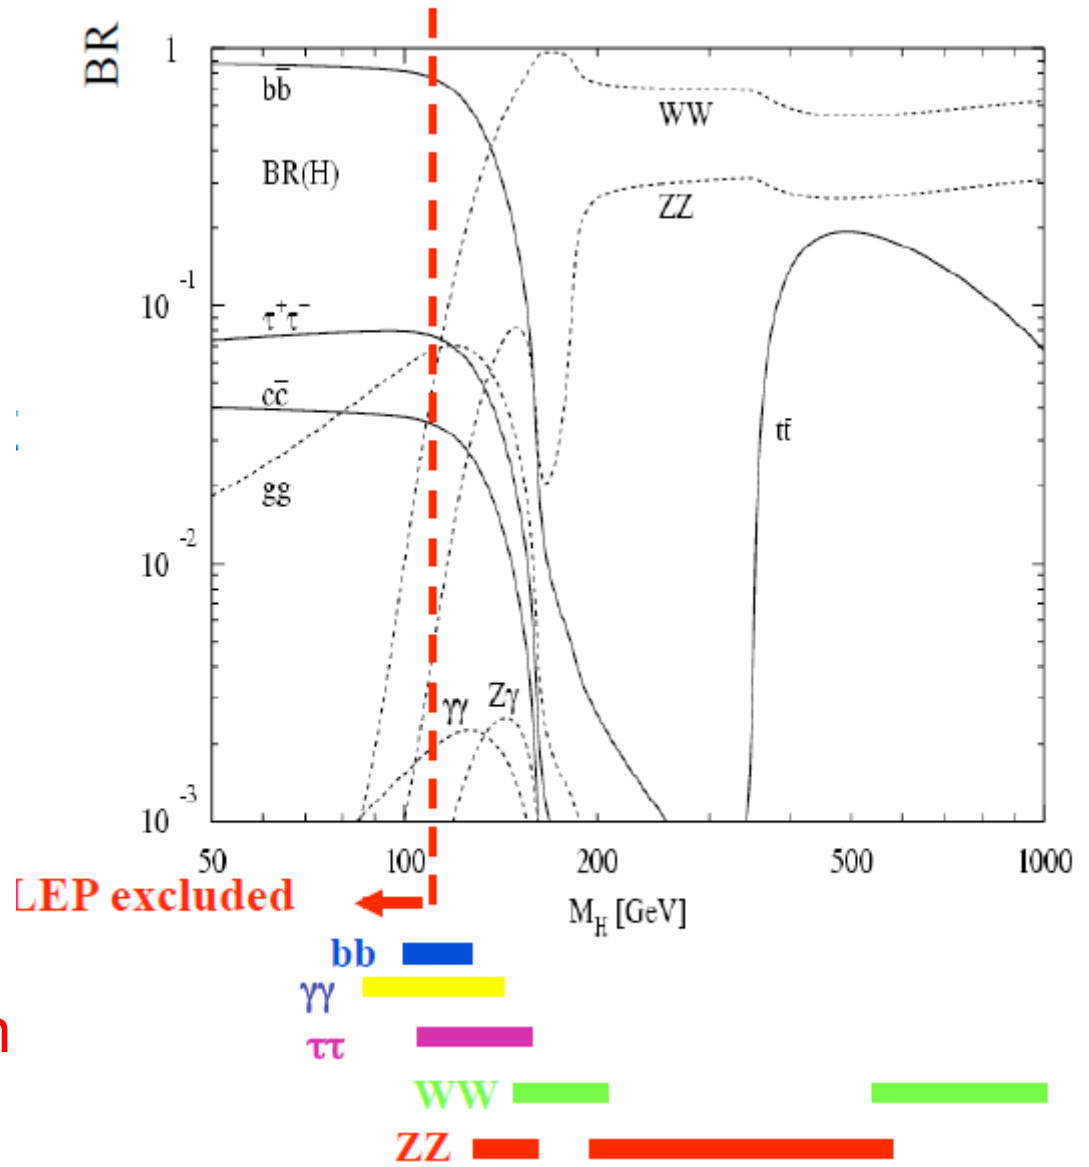 BR
1
bb̄
WW
BR(H)
ZZ
10⁻¹
τ⁺τ⁻
cc̄
tt̄
gg
10⁻²
γγ Zγ
10⁻³
50 100 200 500 1000
LEP excluded
M_H [GeV]
bb
γγ
n
ττ
WW
ZZ